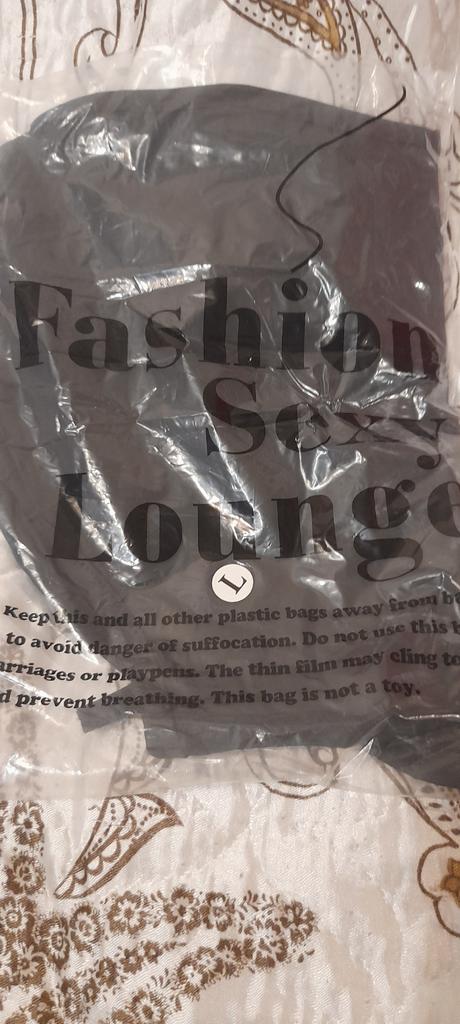 Fashion
Sexy
Lounge
L
Keep this and all other plastic bags away from
to avoid danger of suffocation. Do not use this
arriages or playpens. The thin film may cling to
d prevent breathing. This bag is not a toy.